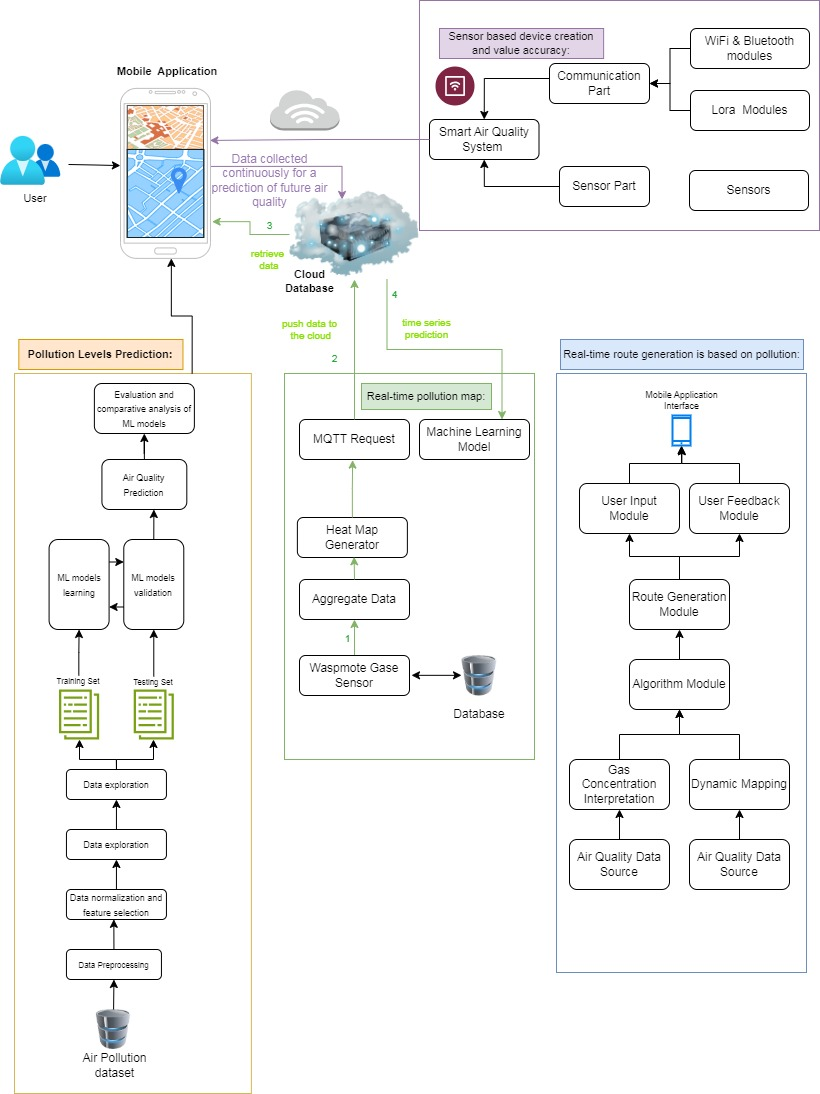 Sensor based device creation
and value accuracy:
WiFi & Bluetooth
modules
Communication
Part
Lora Modules
Smart Air Quality
System
Sensor Part
Sensors
Mobile Application
User
Data collected
continuously for a
prediction of future air
quality
3
retrieve
data
Cloud
Database
4
push data to
the cloud
2
time series
prediction
Pollution Levels Prediction:
Evaluation and
comparative analysis of
ML models
Air Quality
Prediction
ML models
learning
ML models
validation
Training Set
Testing Set
Data exploration
Data exploration
Data normalization and
feature selection
Data Preprocessing
Air Pollution
dataset
Real-time pollution map:
MQTT Request
Machine Learning
Model
Heat Map
Generator
Aggregate Data
1
Waspmote Gase
Sensor
Database
Real-time route generation is based on pollution:
Mobile Application
Interface
User Input
Module
User Feedback
Module
Route Generation
Module
Algorithm Module
Gas
Concentration
Interpretation
Dynamic Mapping
Air Quality Data
Source
Air Quality Data
Source